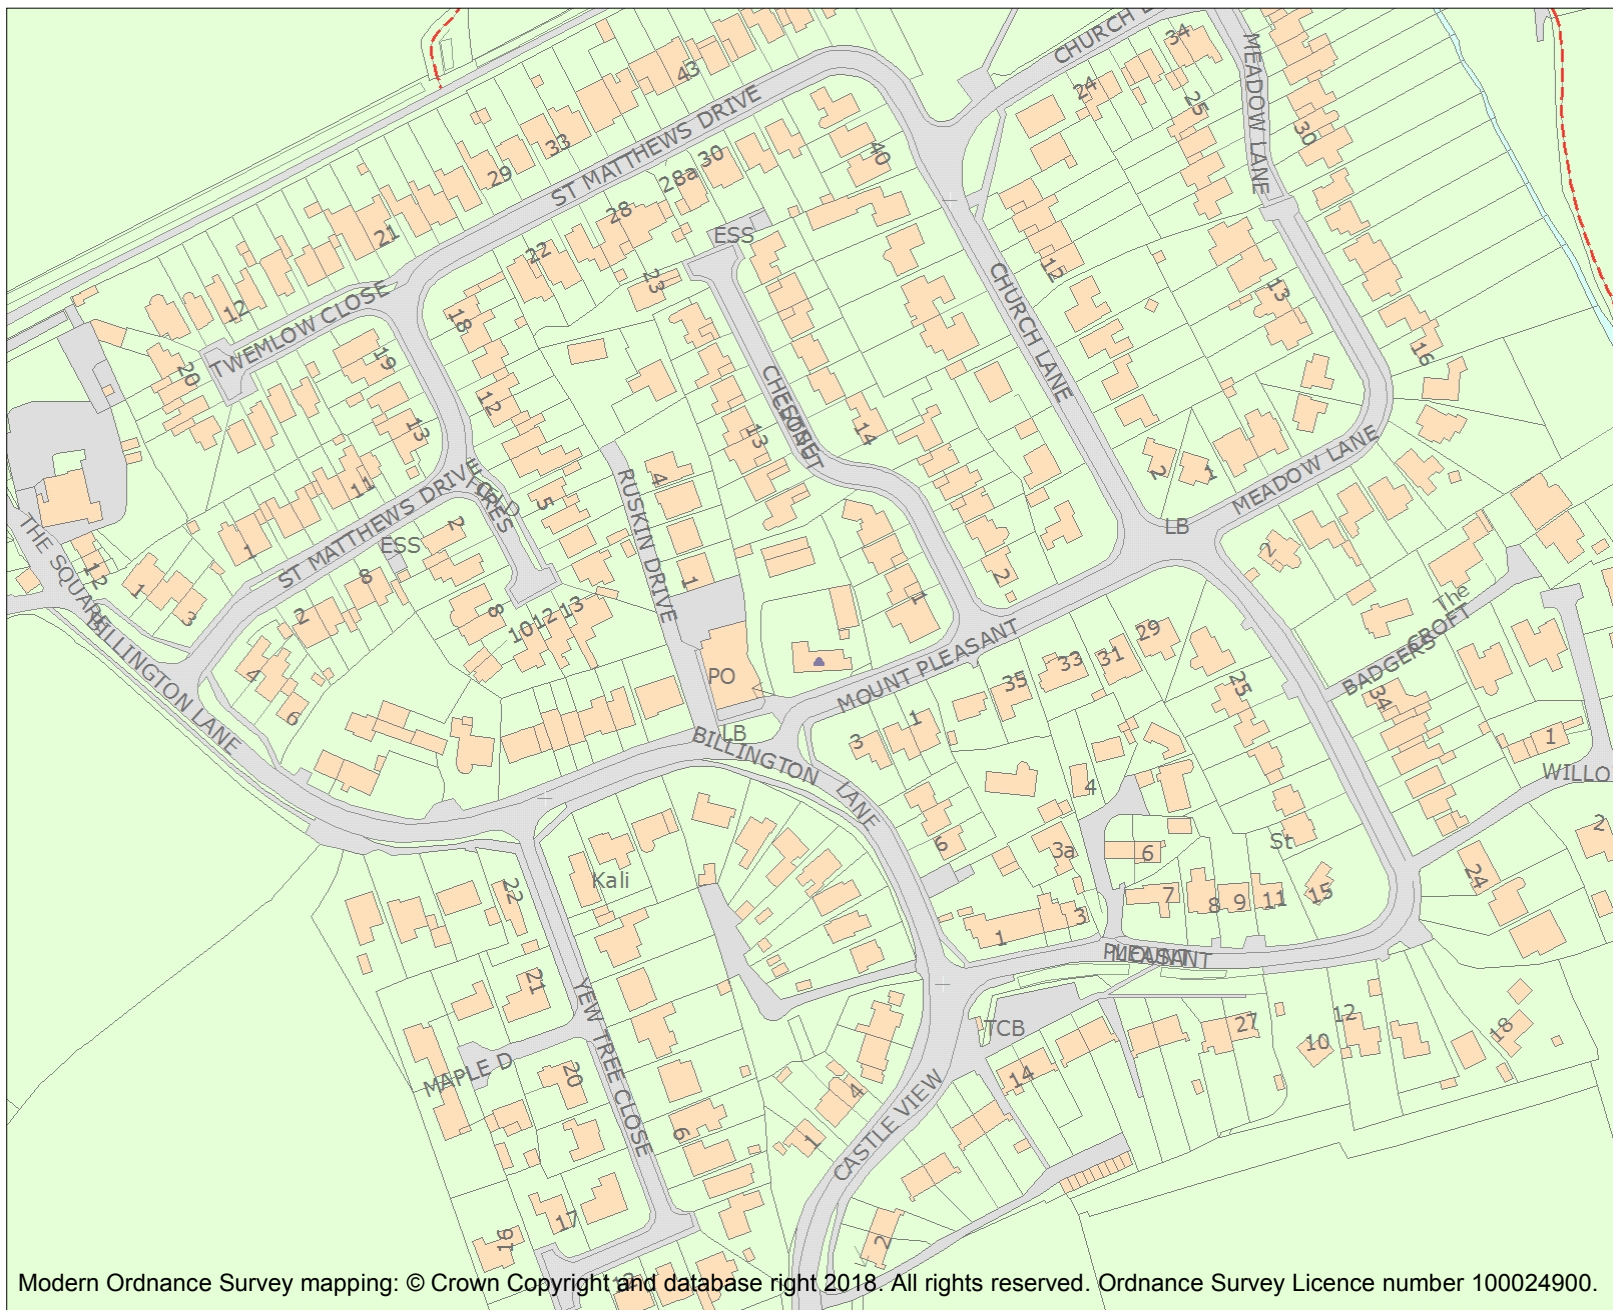 CHURCH L
34
MEADOW LANE
43
24
25
30
ST MATTHEWS DRIVE
33
29
30
40
28a
28
21
22
ESS
23
12
CHURCH LANE
13
12
TWEMLOW CLOSE
18
19
20
16
12
13
CHESTNUT
13
14
2
1
MEADOW LANE
LB
11
5
4
RUSKIN DRIVE
2
ST MATTHEWS DRIVE
ESS
1
8
THE SQUARE
12
1
3
2
8
10
12
13
1
2
1
2
The
BADGERS
CROFT
BILLINGTON LANE
4
6
PO
MOUNT PLEASANT
29
31
33
35
25
34
LB
BILLINGTON
LANE
3
1
1
WILLO
4
6
2
3a
6
St
Kali
22
24
7
8
9
11
15
1
3
PLEASANT
MOUNT
21
YEW TREE CLOSE
TCB
27
12
10
18
MAPLE D
20
14
4
6
1
CASTLE VIEW
17
16
2
Modern Ordnance Survey mapping: © Crown Copyright and database right 2018. All rights reserved. Ordnance Survey Licence number 100024900.